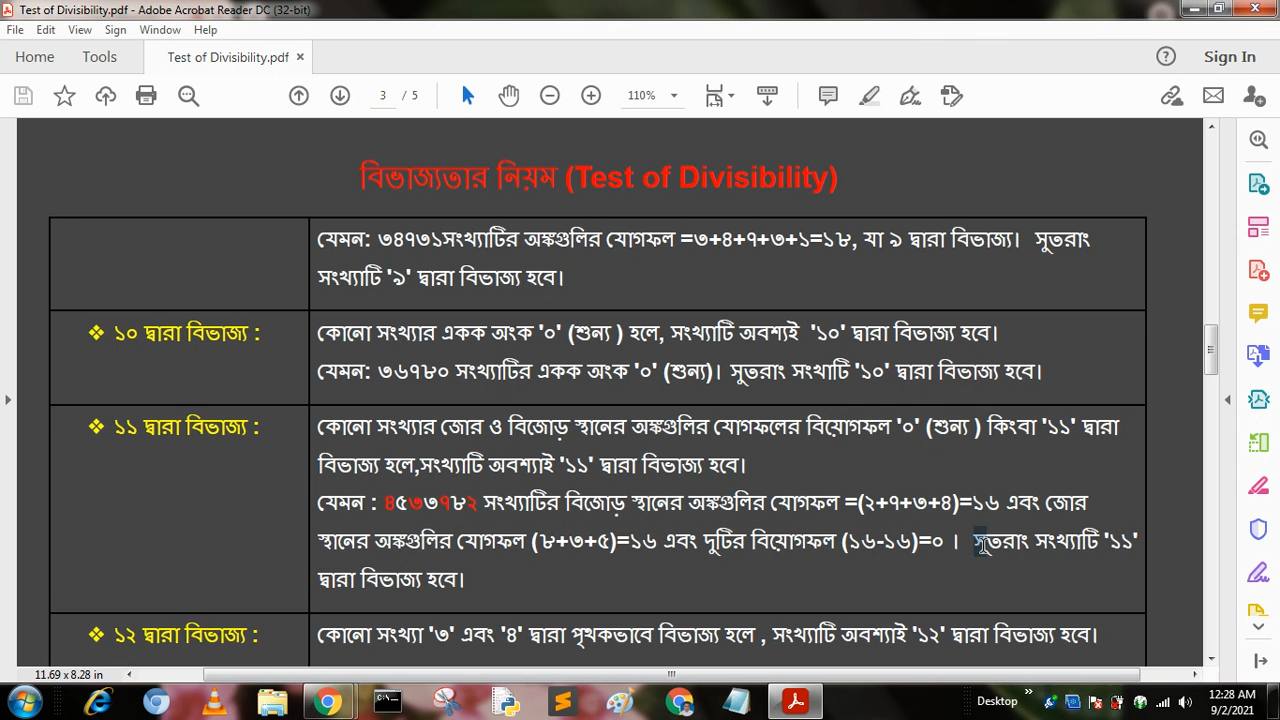 Test of Divisibility.pdf - Adobe Acrobat Reader DC (32-bit)
File Edit View Sign Window Help
Home Tools Test of Divisibility.pdf × Sign In
3 / 5 110%
বিভাজ্যতার নিয়ম (Test of Divisibility)
যেমন: ৩৪৭৩১সংখ্যাটির অঙ্কগুলির যোগফল =৩+৪+৭+৩+১=১৮, যা ৯ দ্বারা বিভাজ্য। সুতরাং
সংখ্যাটি '৯' দ্বারা বিভাজ্য হবে।
❖ ১০ দ্বারা বিভাজ্য :
কোনো সংখ্যার একক অংক '০' (শুন্য ) হলে, সংখ্যাটি অবশ্যই '১০' দ্বারা বিভাজ্য হবে।
যেমন: ৩৬৭৮০ সংখ্যাটির একক অংক '০' (শুন্য)। সুতরাং সংখাটি '১০' দ্বারা বিভাজ্য হবে।
❖ ১১ দ্বারা বিভাজ্য :
কোনো সংখ্যার জোর ও বিজোড় স্থানের অঙ্কগুলির যোগফলের বিয়োগফল '০' (শুন্য ) কিংবা '১১' দ্বারা
বিভাজ্য হলে,সংখ্যাটি অবশ্যাই '১১' দ্বারা বিভাজ্য হবে।
যেমন : ৪৫৩৩৭৮২ সংখ্যাটির বিজোড় স্থানের অঙ্কগুলির যোগফল =(২+৭+৩+৪)=১৬ এবং জোর
স্থানের অঙ্কগুলির যোগফল (৮+৩+৫)=১৬ এবং দুটির বিয়োগফল (১৬-১৬)=০ । সুতরাং সংখ্যাটি '১১'
দ্বারা বিভাজ্য হবে।
❖ ১২ দ্বারা বিভাজ্য :
কোনো সংখ্যা '৩' এবং '৪' দ্বারা পৃথকভাবে বিভাজ্য হলে , সংখ্যাটি অবশ্যাই '১২' দ্বারা বিভাজ্য হবে।
11.69 x 8.28 in
Desktop » 12:28 AM
9/2/2021